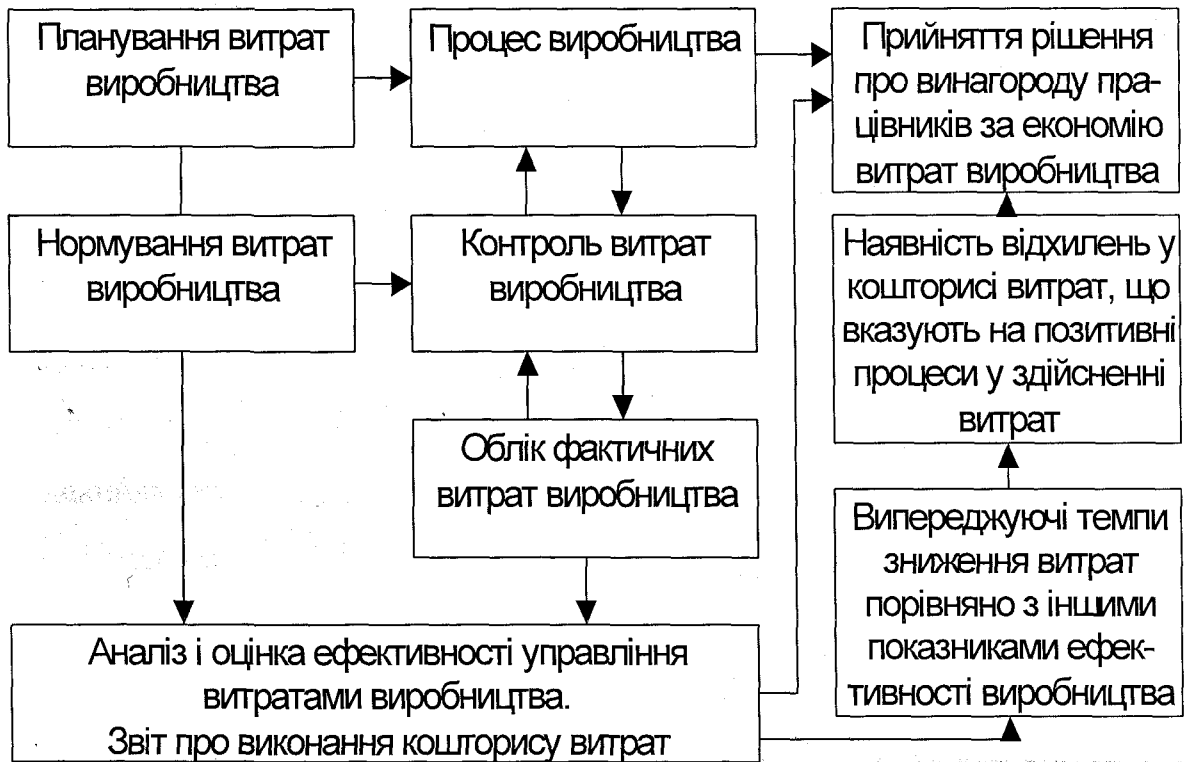 Планування витрат
виробництва
Процес виробництва
Прийняття рішення
про винагороду пра-
цівників за економію
витрат виробництва
Нормування витрат
виробництва
Контроль витрат
виробництва
Наявність відхилень у
кошторисі витрат, що
вказують на позитивні
процеси у здійсненні
витрат
Облік фактичних
витрат виробництва
Випереджуючі темпи
зниження витрат
порівняно з іншими
показниками ефек-
тивності виробництва
Аналіз і оцінка ефективності управління
витратами виробництва.
Звіт про виконання кошторису витрат